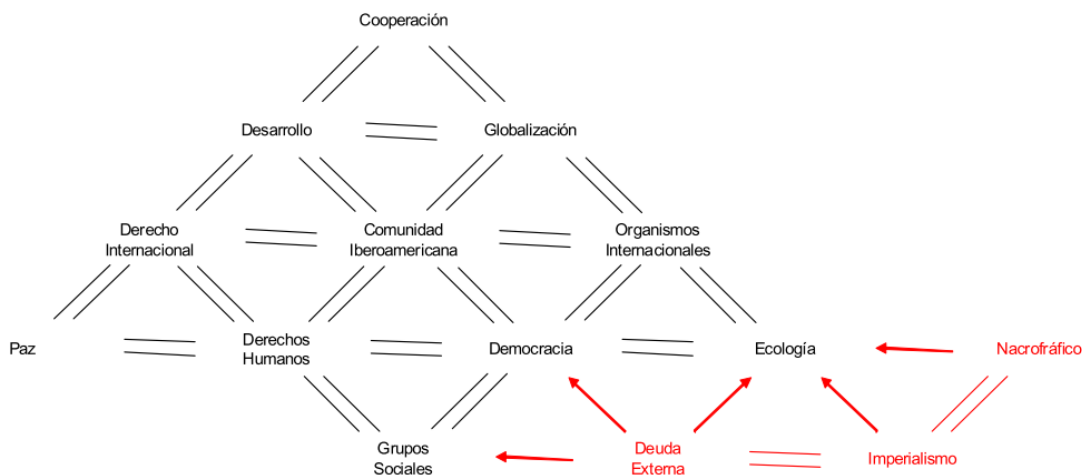 Cooperación
Desarrollo
Globalización
Derecho
Internacional
Comunidad
Iberoamericana
Organismos
Internacionales
Paz
Derechos
Humanos
Democracia
Ecología
Nacrofráfico
Grupos
Sociales
Deuda
Externa
Imperialismo